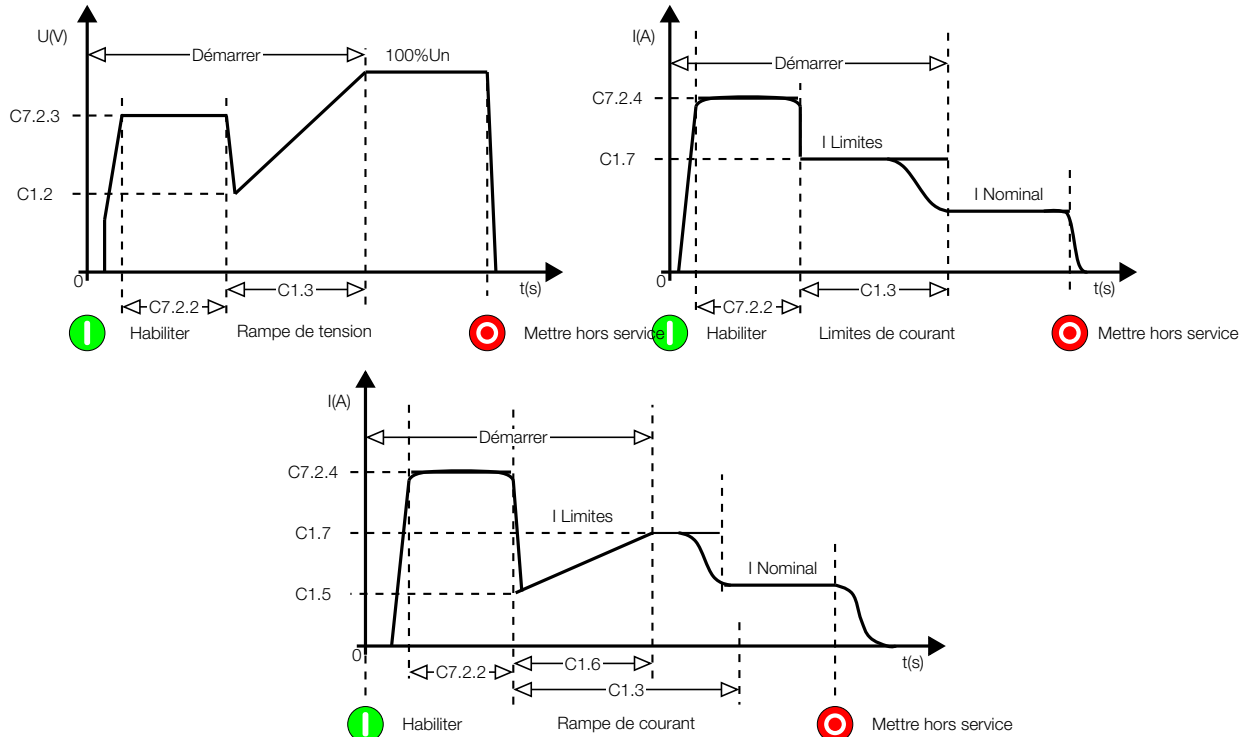 U(V)
Démarrer
100%Un
C7.2.3
C1.2
0
t(s)
C1.3
C7.2.2
Habiliter
Rampe de tension
Mettre hors service
I(A)
Démarrer
C7.2.4
I Limites
C1.7
I Nominal
0
t(s)
C1.3
C7.2.2
Habiliter
Limites de courant
Mettre hors service
I(A)
Démarrer
C7.2.4
C1.7
I Limites
I Nominal
C1.5
0
t(s)
C1.6
C7.2.2
C1.3
Habiliter
Rampe de courant
Mettre hors service